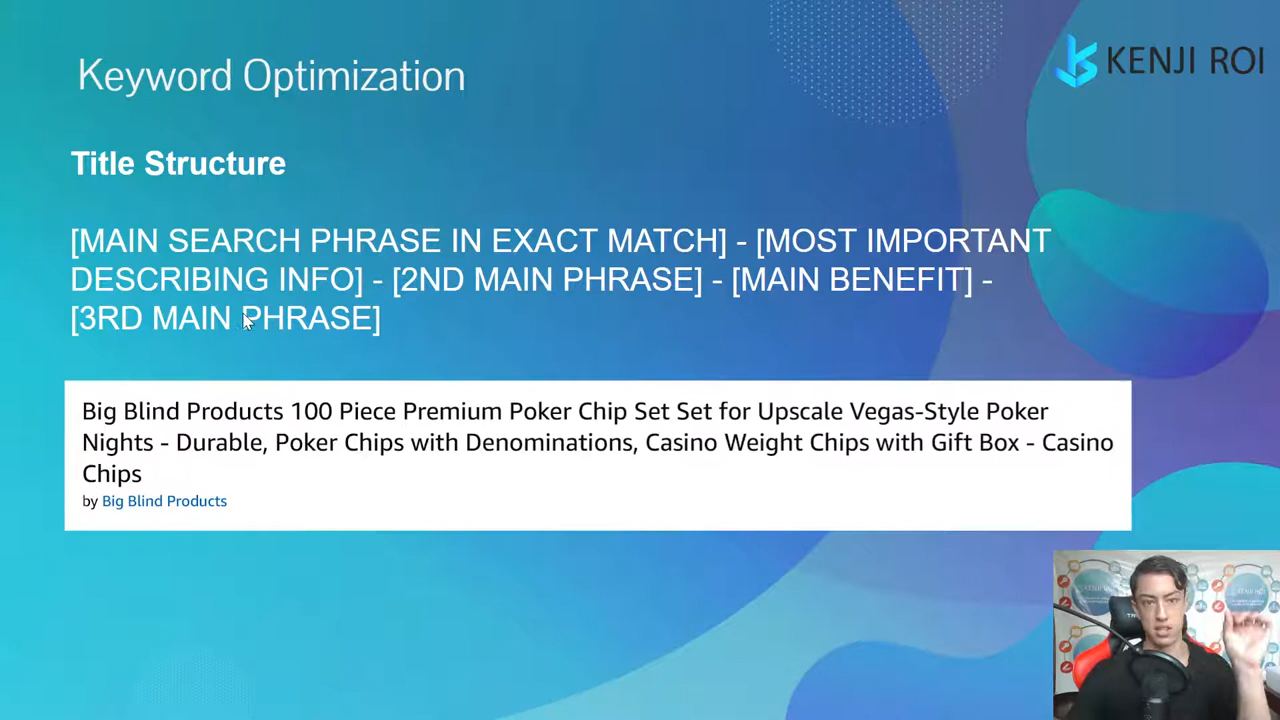 Keyword Optimization
KENJI ROI
Title Structure
[MAIN SEARCH PHRASE IN EXACT MATCH] - [MOST IMPORTANT
DESCRIBING INFO] - [2ND MAIN PHRASE] - [MAIN BENEFIT] -
[3RD MAIN PHRASE]
Big Blind Products 100 Piece Premium Poker Chip Set Set for Upscale Vegas-Style Poker
Nights - Durable, Poker Chips with Denominations, Casino Weight Chips with Gift Box - Casino
Chips
by Big Blind Products